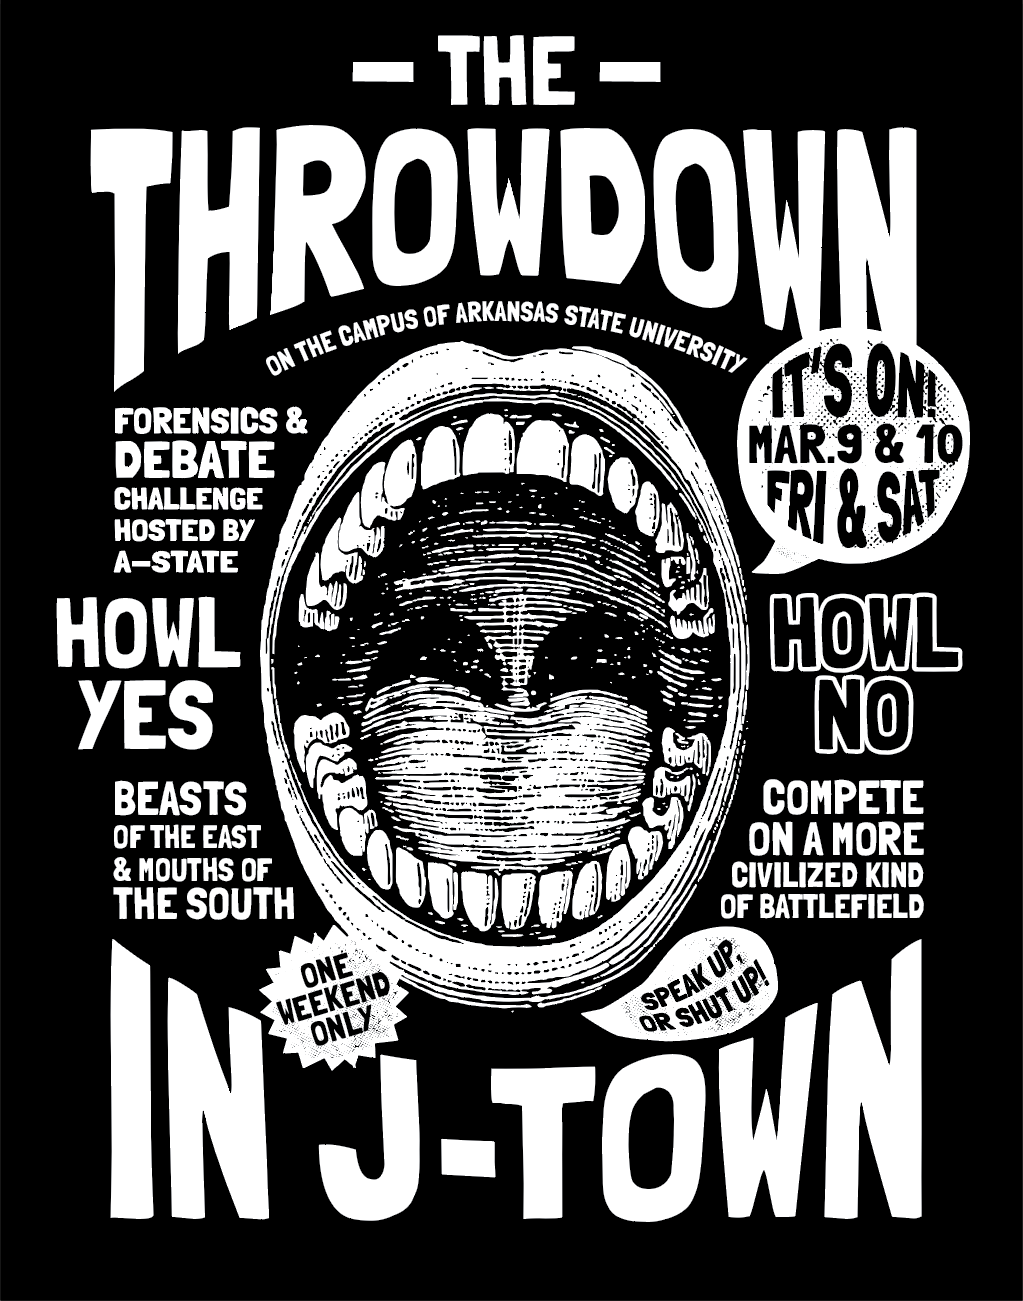 – THE –
THROWDOWN
ON THE CAMPUS OF ARKANSAS STATE UNIVERSITY
IT'S ON!
MAR.9 & 10
FRI & SAT
FORENSICS &
DEBATE
CHALLENGE
HOSTED BY
A–STATE
HOWL
YES
HOWL
NO
BEASTS
OF THE EAST
& MOUTHS OF
THE SOUTH
COMPETE
ON A MORE
CIVILIZED KIND
OF BATTLEFIELD
ONE
WEEKEND
ONLY
SPEAK UP,
OR SHUT UP!
IN J-TOWN